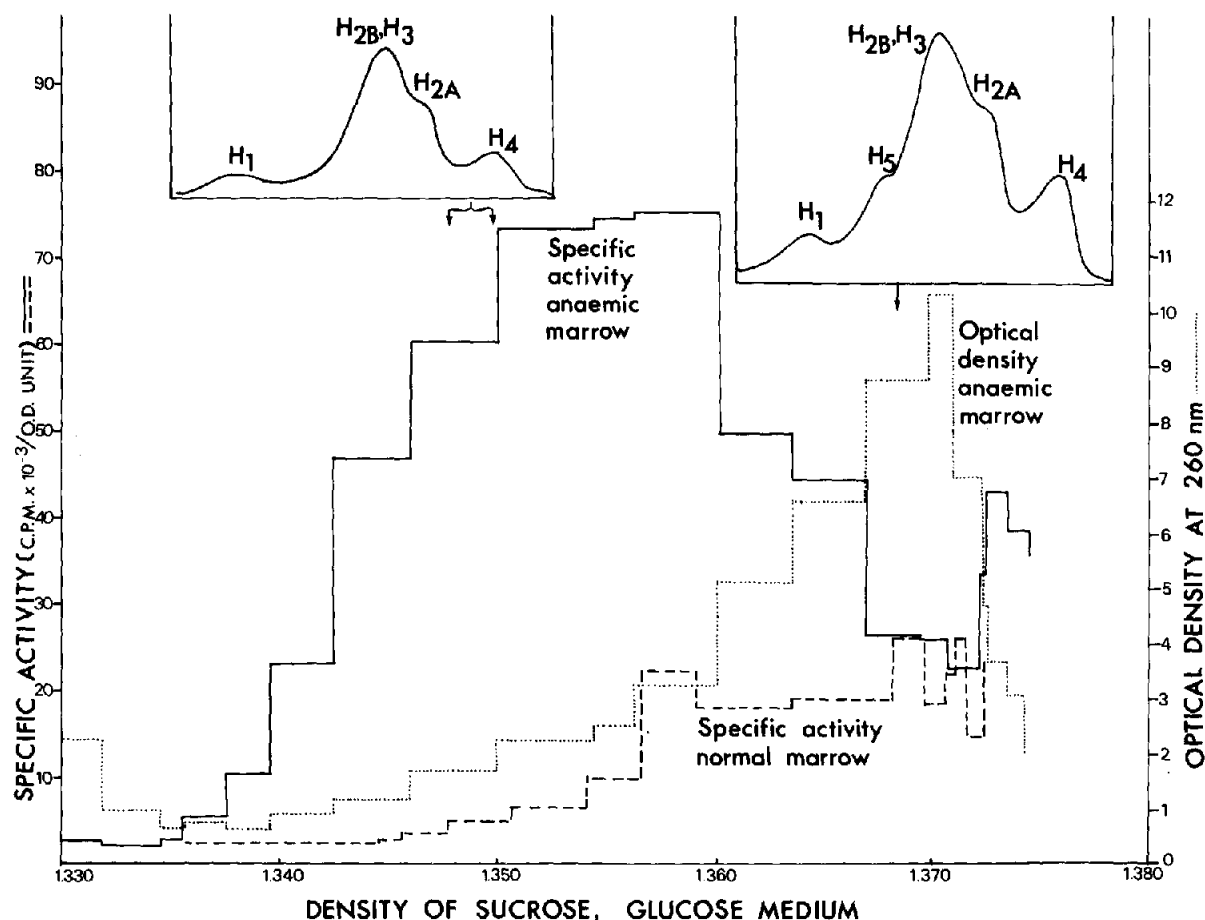 H2B,H3
H2A
H1
H4
H2B,H3
H2A
H5
H1
H4
Specific
activity
anaemic
marrow
Optical
density
anaemic
marrow
Specific activity
normal marrow
SPECIFIC ACTIVITY (C.P.M. x 10⁻³/O.D. UNIT)
90
80
70
60
50
40
30
20
10
12
11
10
9
8
7
6
5
4
3
2
1
0
OPTICAL DENSITY AT 260 nm
1.330
1.340
1.350
1.360
1.370
1.380
DENSITY OF SUCROSE, GLUCOSE MEDIUM